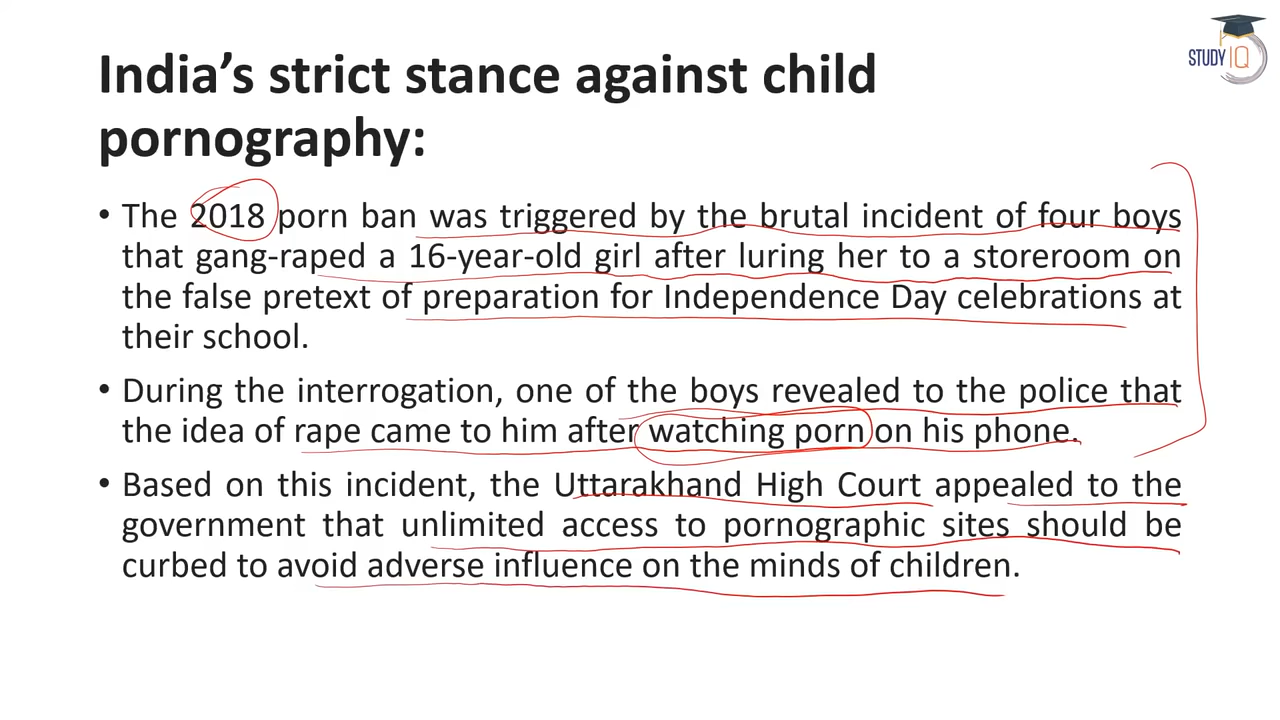 STUDY IQ
India’s strict stance against child
pornography:
• The 2018 porn ban was triggered by the brutal incident of four boys
that gang-raped a 16-year-old girl after luring her to a storeroom on
the false pretext of preparation for Independence Day celebrations at
their school.
• During the interrogation, one of the boys revealed to the police that
the idea of rape came to him after watching porn on his phone.
• Based on this incident, the Uttarakhand High Court appealed to the
government that unlimited access to pornographic sites should be
curbed to avoid adverse influence on the minds of children.